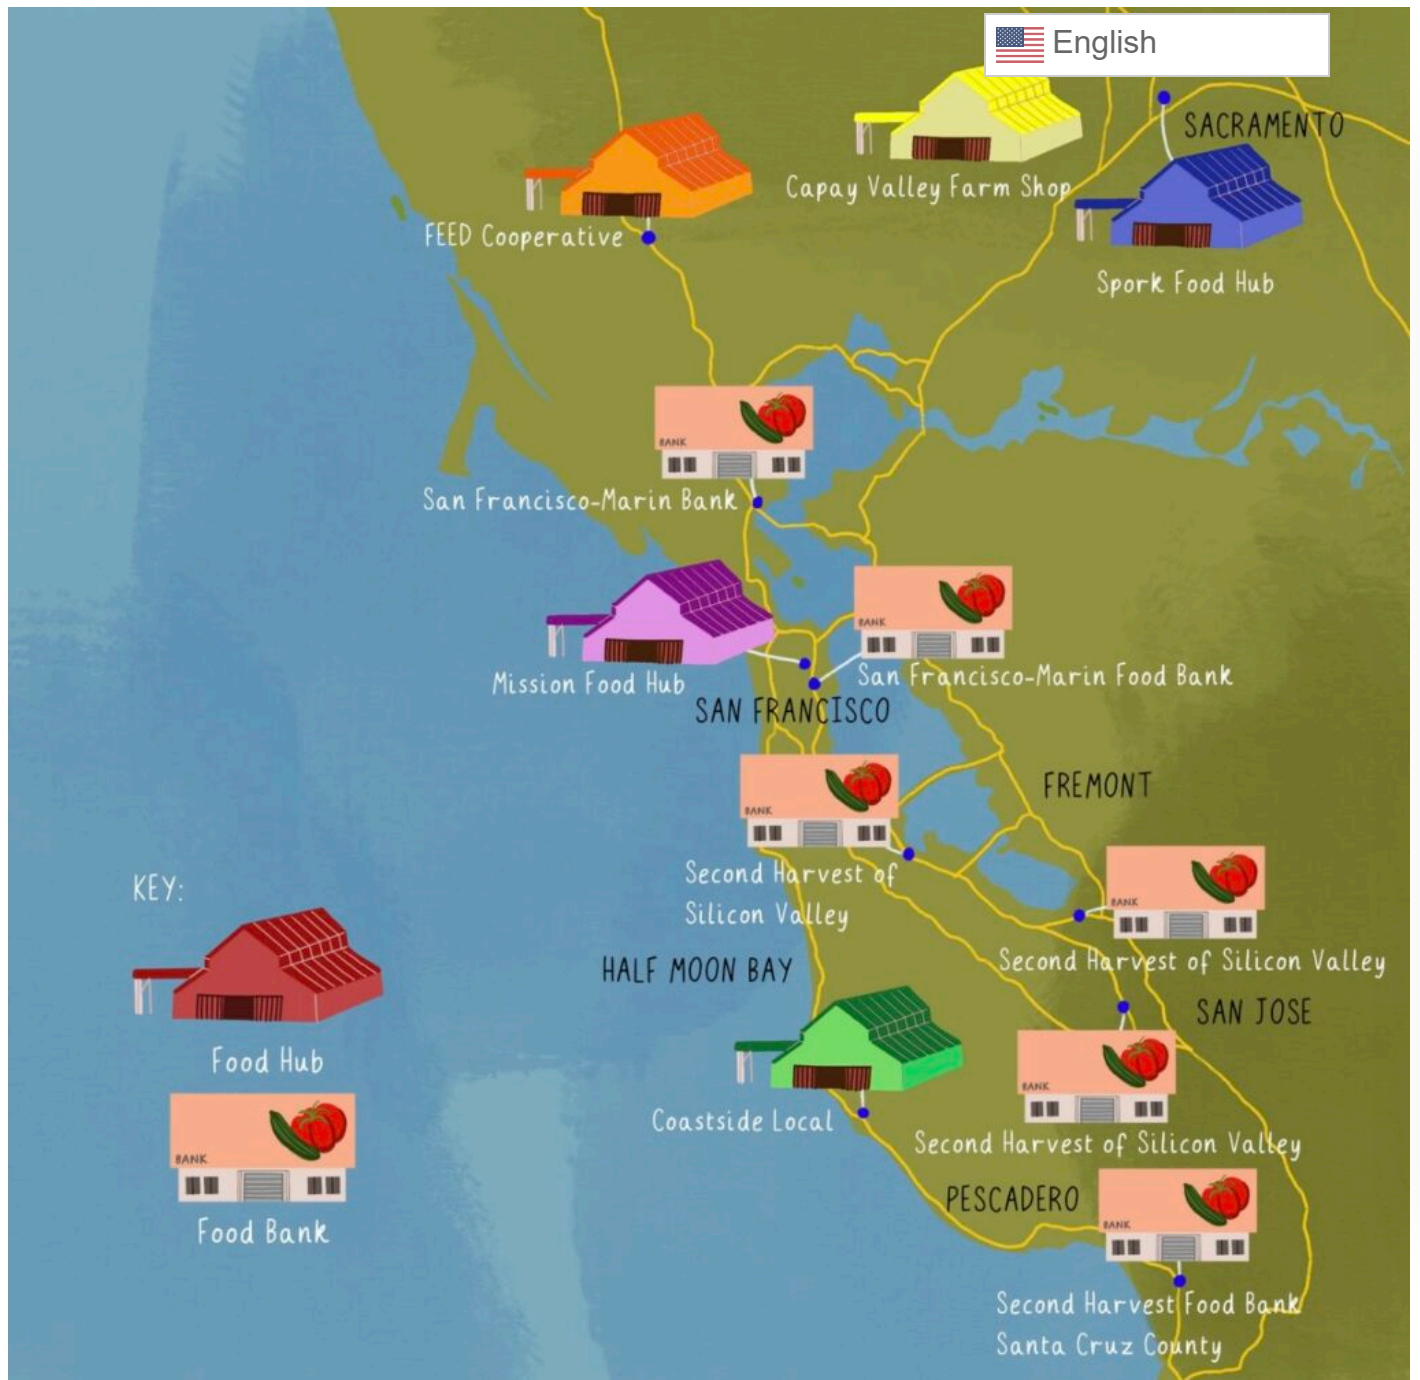 English
SACRAMENTO
Capay Valley Farm Shop
FEED Cooperative
Spork Food Hub
BANK
San Francisco-Marin Bank
BANK
Mission Food Hub
San Francisco-Marin Food Bank
SAN FRANCISCO
BANK
FREMONT
Second Harvest of
Silicon Valley
KEY:
BANK
Second Harvest of Silicon Valley
HALF MOON BAY
SAN JOSE
Food Hub
BANK
Coastside Local
Second Harvest of Silicon Valley
BANK
Food Bank
PESCADERO
BANK
Second Harvest Food Bank
Santa Cruz County